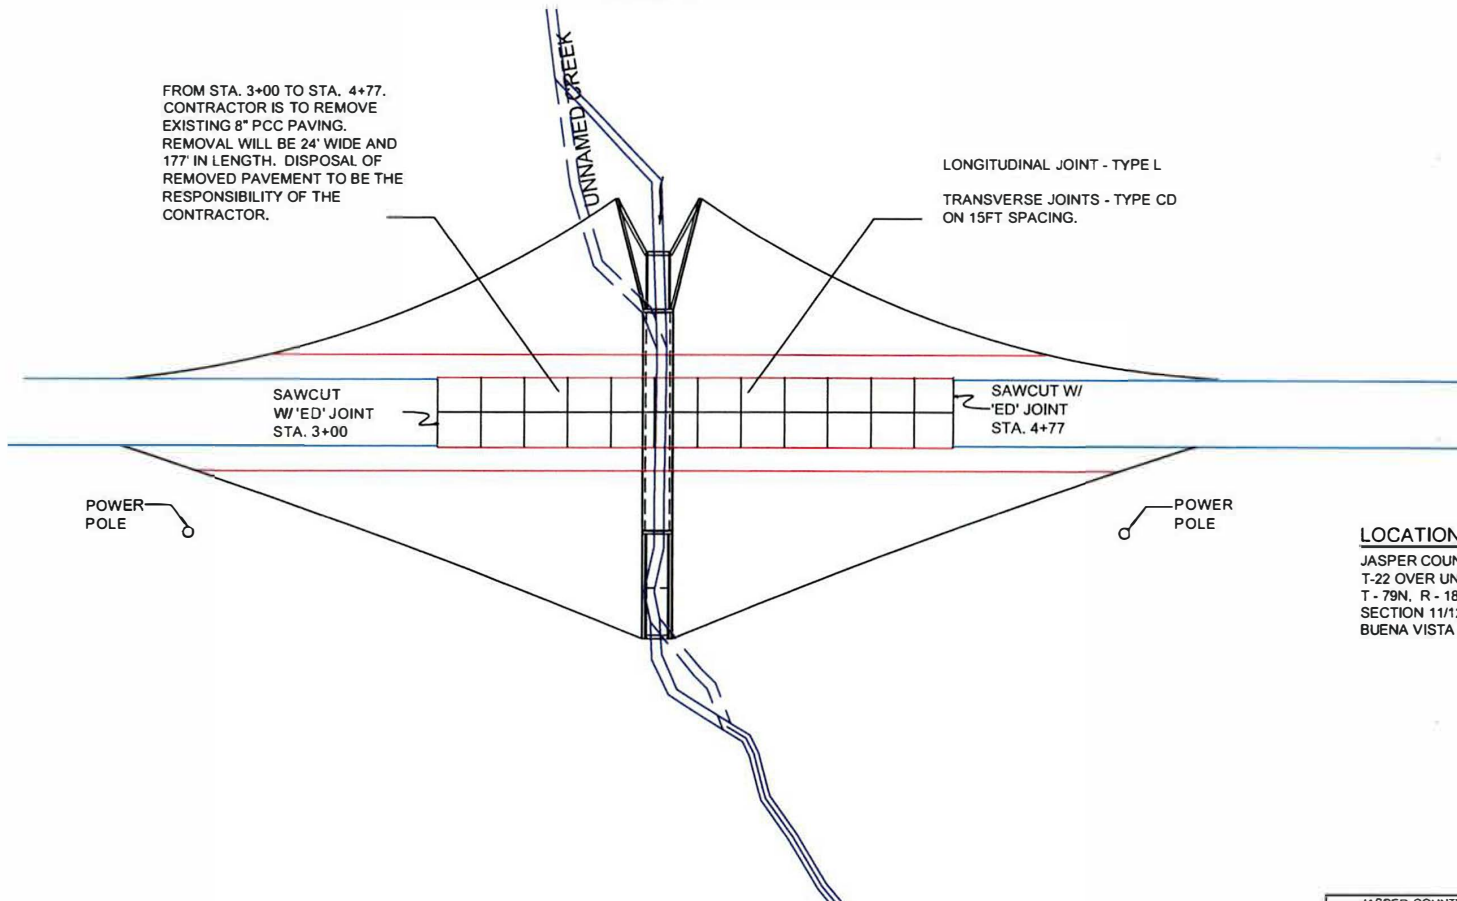 FROM STA. 3+00 TO STA. 4+77.
CONTRACTOR IS TO REMOVE
EXISTING 8" PCC PAVING.
REMOVAL WILL BE 24' WIDE AND
177' IN LENGTH. DISPOSAL OF
REMOVED PAVEMENT TO BE THE
RESPONSIBILITY OF THE
CONTRACTOR.
UNNAMED CREEK
LONGITUDINAL JOINT - TYPE L
TRANSVERSE JOINTS - TYPE CD
ON 15FT SPACING.
SAWCUT
W/ 'ED' JOINT
STA. 3+00
SAWCUT W/
'ED' JOINT
STA. 4+77
POWER
POLE
POWER
POLE
LOCATION
JASPER COUN
T-22 OVER UN
T - 79N, R - 18
SECTION 11/1
BUENA VISTA